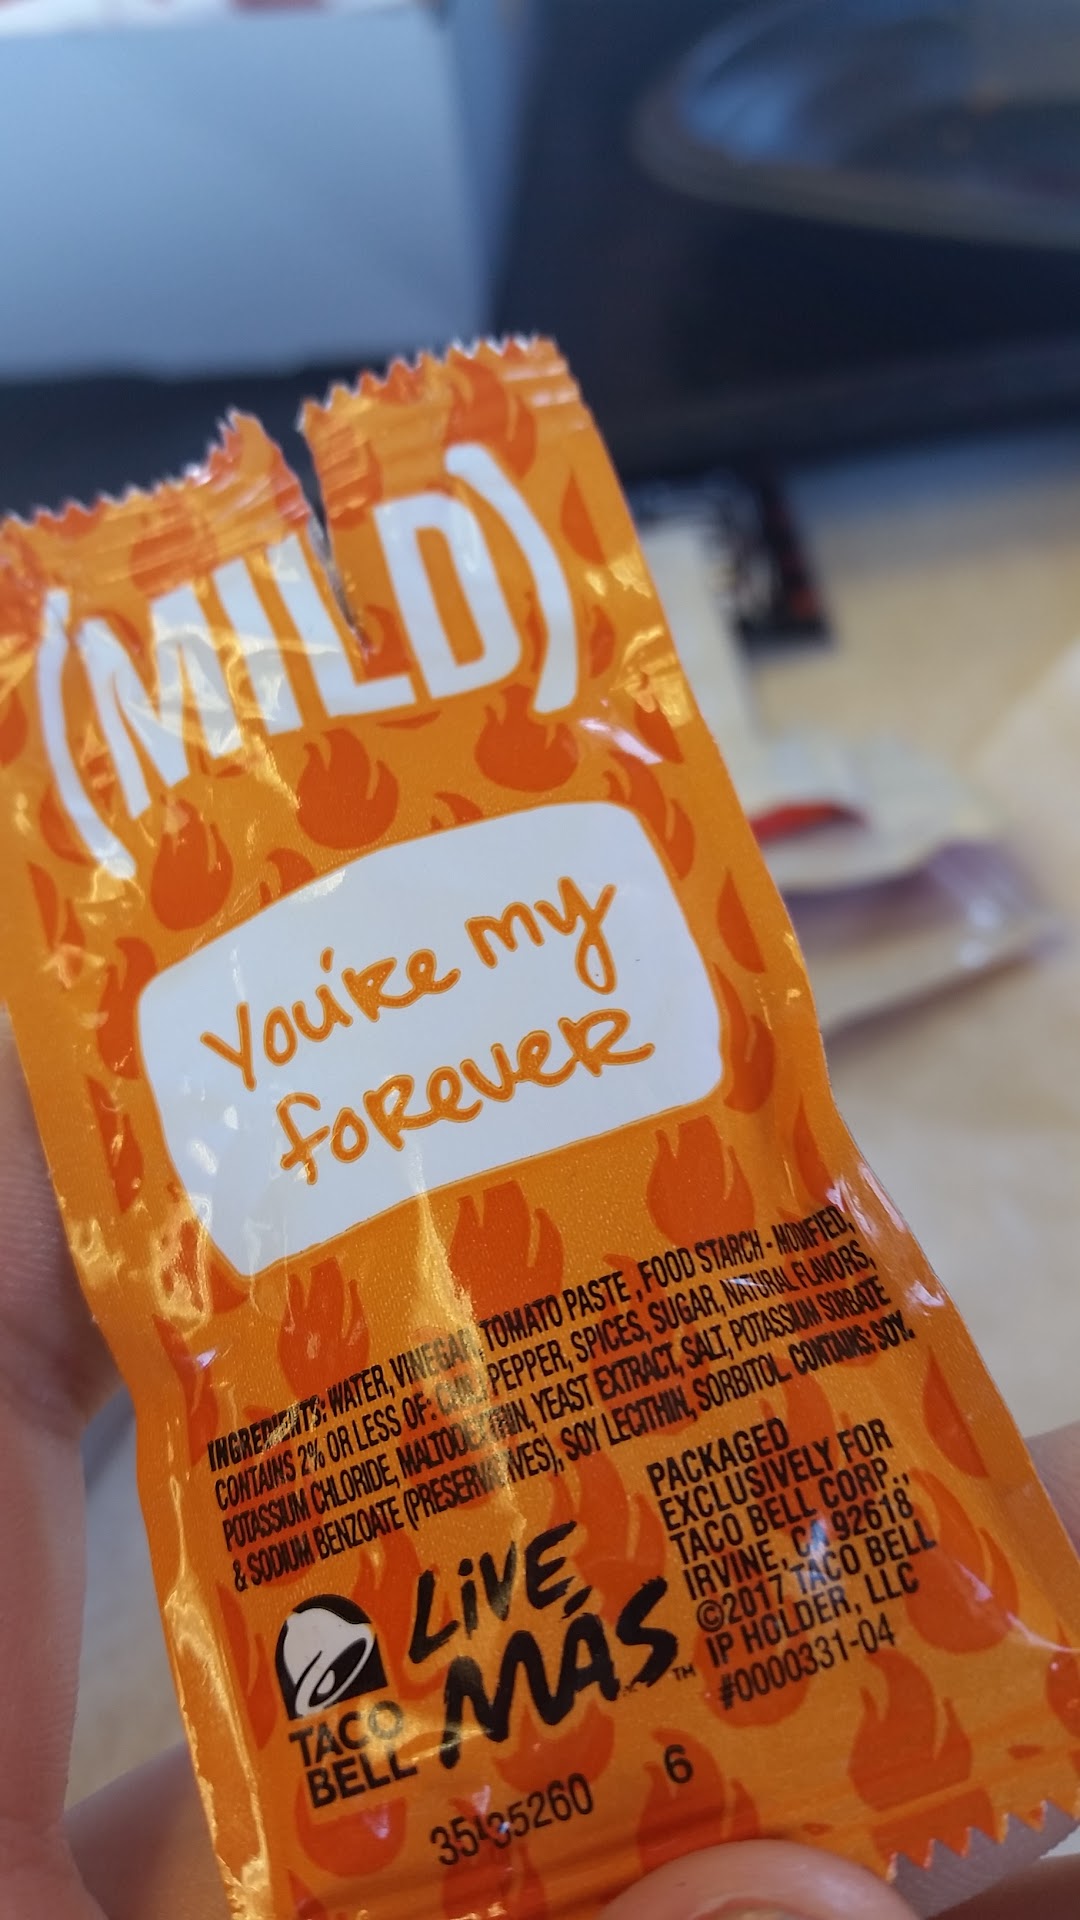 (MILD)
You're my
forever
INGREDIENTS: WATER, VINEGAR, TOMATO PASTE, FOOD STARCH - MODIFIED,
CONTAINS 2% OR LESS OF: CHILI PEPPER, SPICES, SUGAR, NATURAL FLAVORS,
POTASSIUM CHLORIDE, MALTODEXTRIN, YEAST EXTRACT, SALT, POTASSIUM SORBATE
& SODIUM BENZOATE (PRESERVATIVES), SOY LECITHIN, SORBITOL. CONTAINS: SOY.
PACKAGED
EXCLUSIVELY FOR
TACO BELL CORP.,
IRVINE, CA 92618
©2017 TACO BELL
IP HOLDER, LLC
#0000331-04
LIVE
MÁS™
TACO
BELL
6